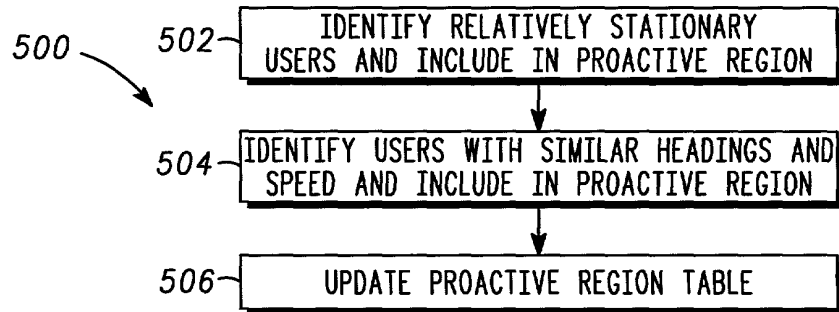 500
502
IDENTIFY RELATIVELY STATIONARY
USERS AND INCLUDE IN PROACTIVE REGION
504
IDENTIFY USERS WITH SIMILAR HEADINGS AND
SPEED AND INCLUDE IN PROACTIVE REGION
506
UPDATE PROACTIVE REGION TABLE